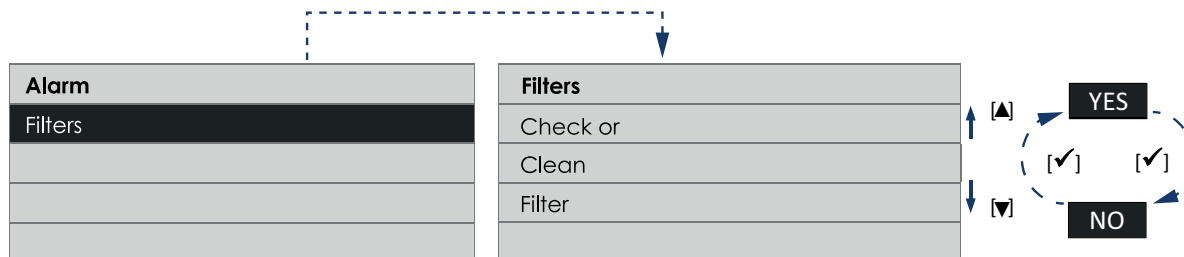 Alarm
Filters
Filters
Check or
Clean
Filter
[▲]
[▼]
YES
[✔] [✔]
NO